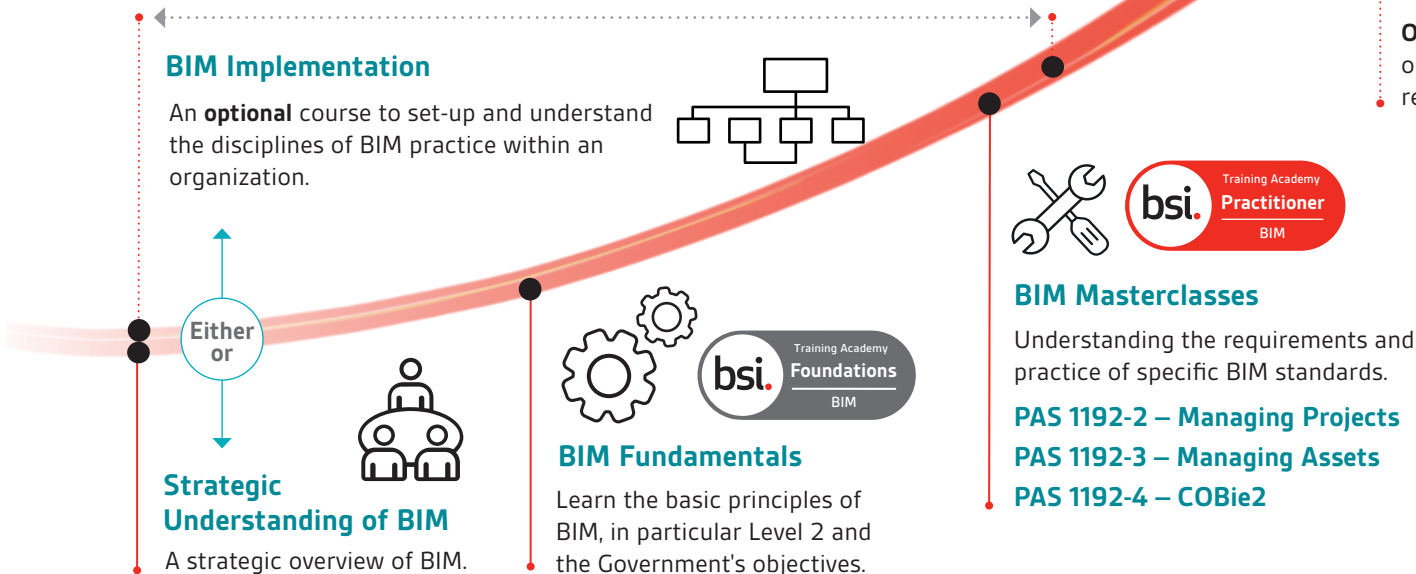 BIM Implementation
An optional course to set-up and understand
the disciplines of BIM practice within an
organization.
Either
or
Strategic
Understanding of BIM
A strategic overview of BIM.
bsi.
Training Academy
Foundations
BIM
BIM Fundamentals
Learn the basic principles of
BIM, in particular Level 2 and
the Government's objectives.
bsi.
Training Academy
Practitioner
BIM
BIM Masterclasses
Understanding the requirements and
practice of specific BIM standards.
PAS 1192-2 – Managing Projects
PAS 1192-3 – Managing Assets
PAS 1192-4 – COBie2